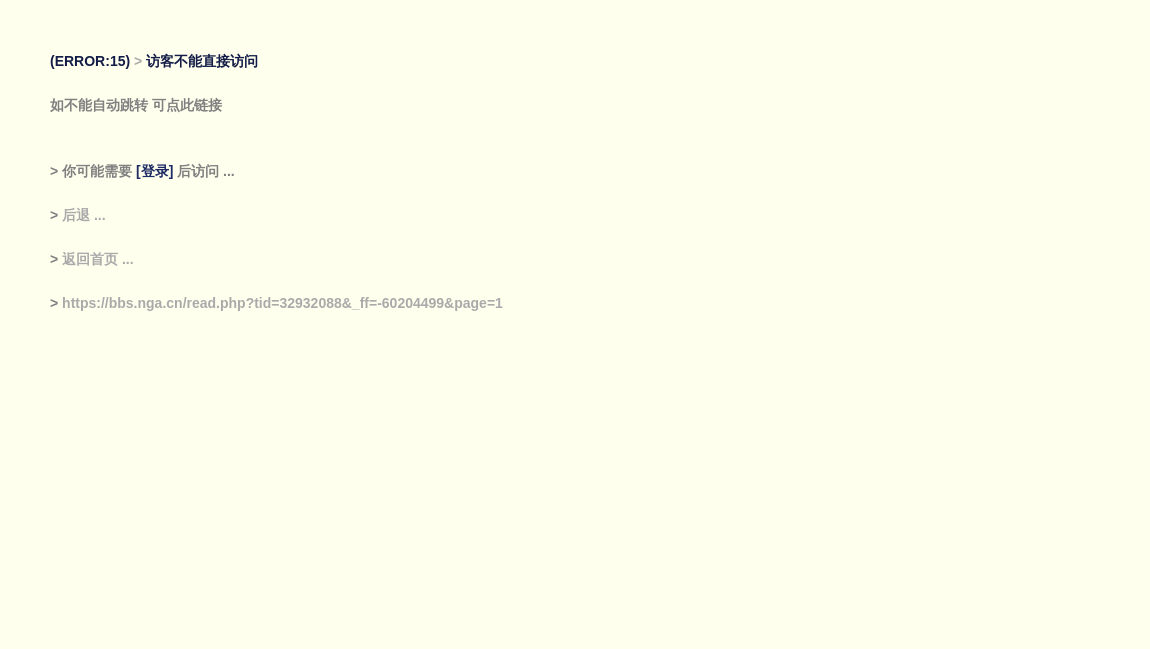 (ERROR:15) > 访客不能直接访问
如不能自动跳转 可点此链接
> 你可能需要 [登录] 后访问 ...
> 后退 ...
> 返回首页 ...
> https://bbs.nga.cn/read.php?tid=32932088&_ff=-60204499&page=1